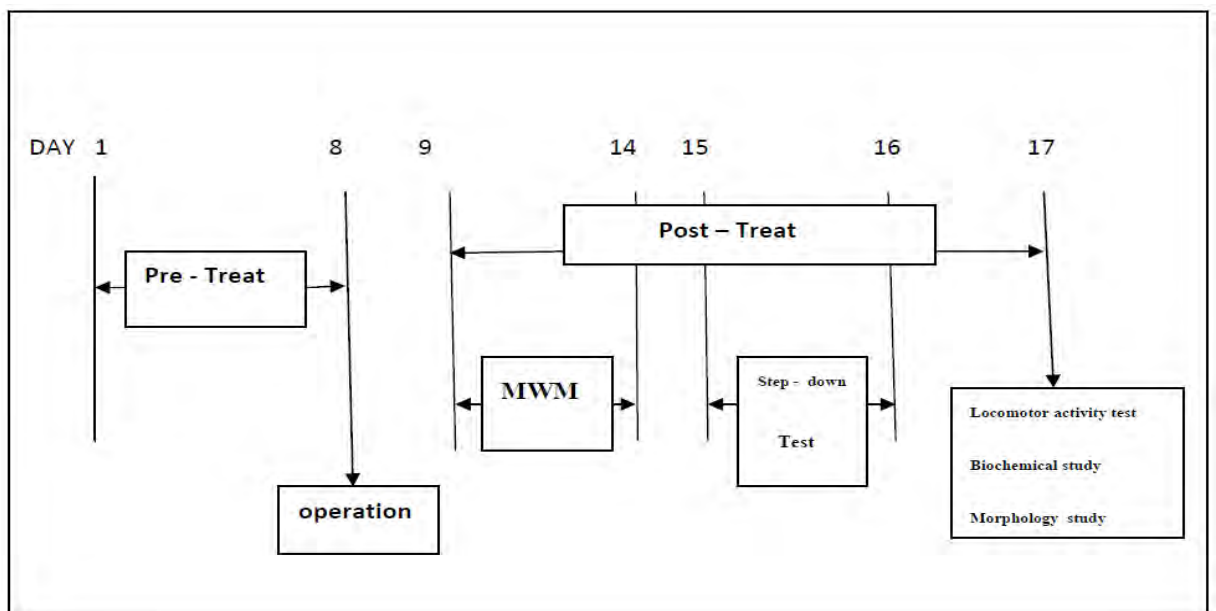 DAY 1 8 9 14 15 16 17
Post – Treat
Pre - Treat
MWM
Step - down
Test
Locomotor activity test
Biochemical study
Morphology study
operation